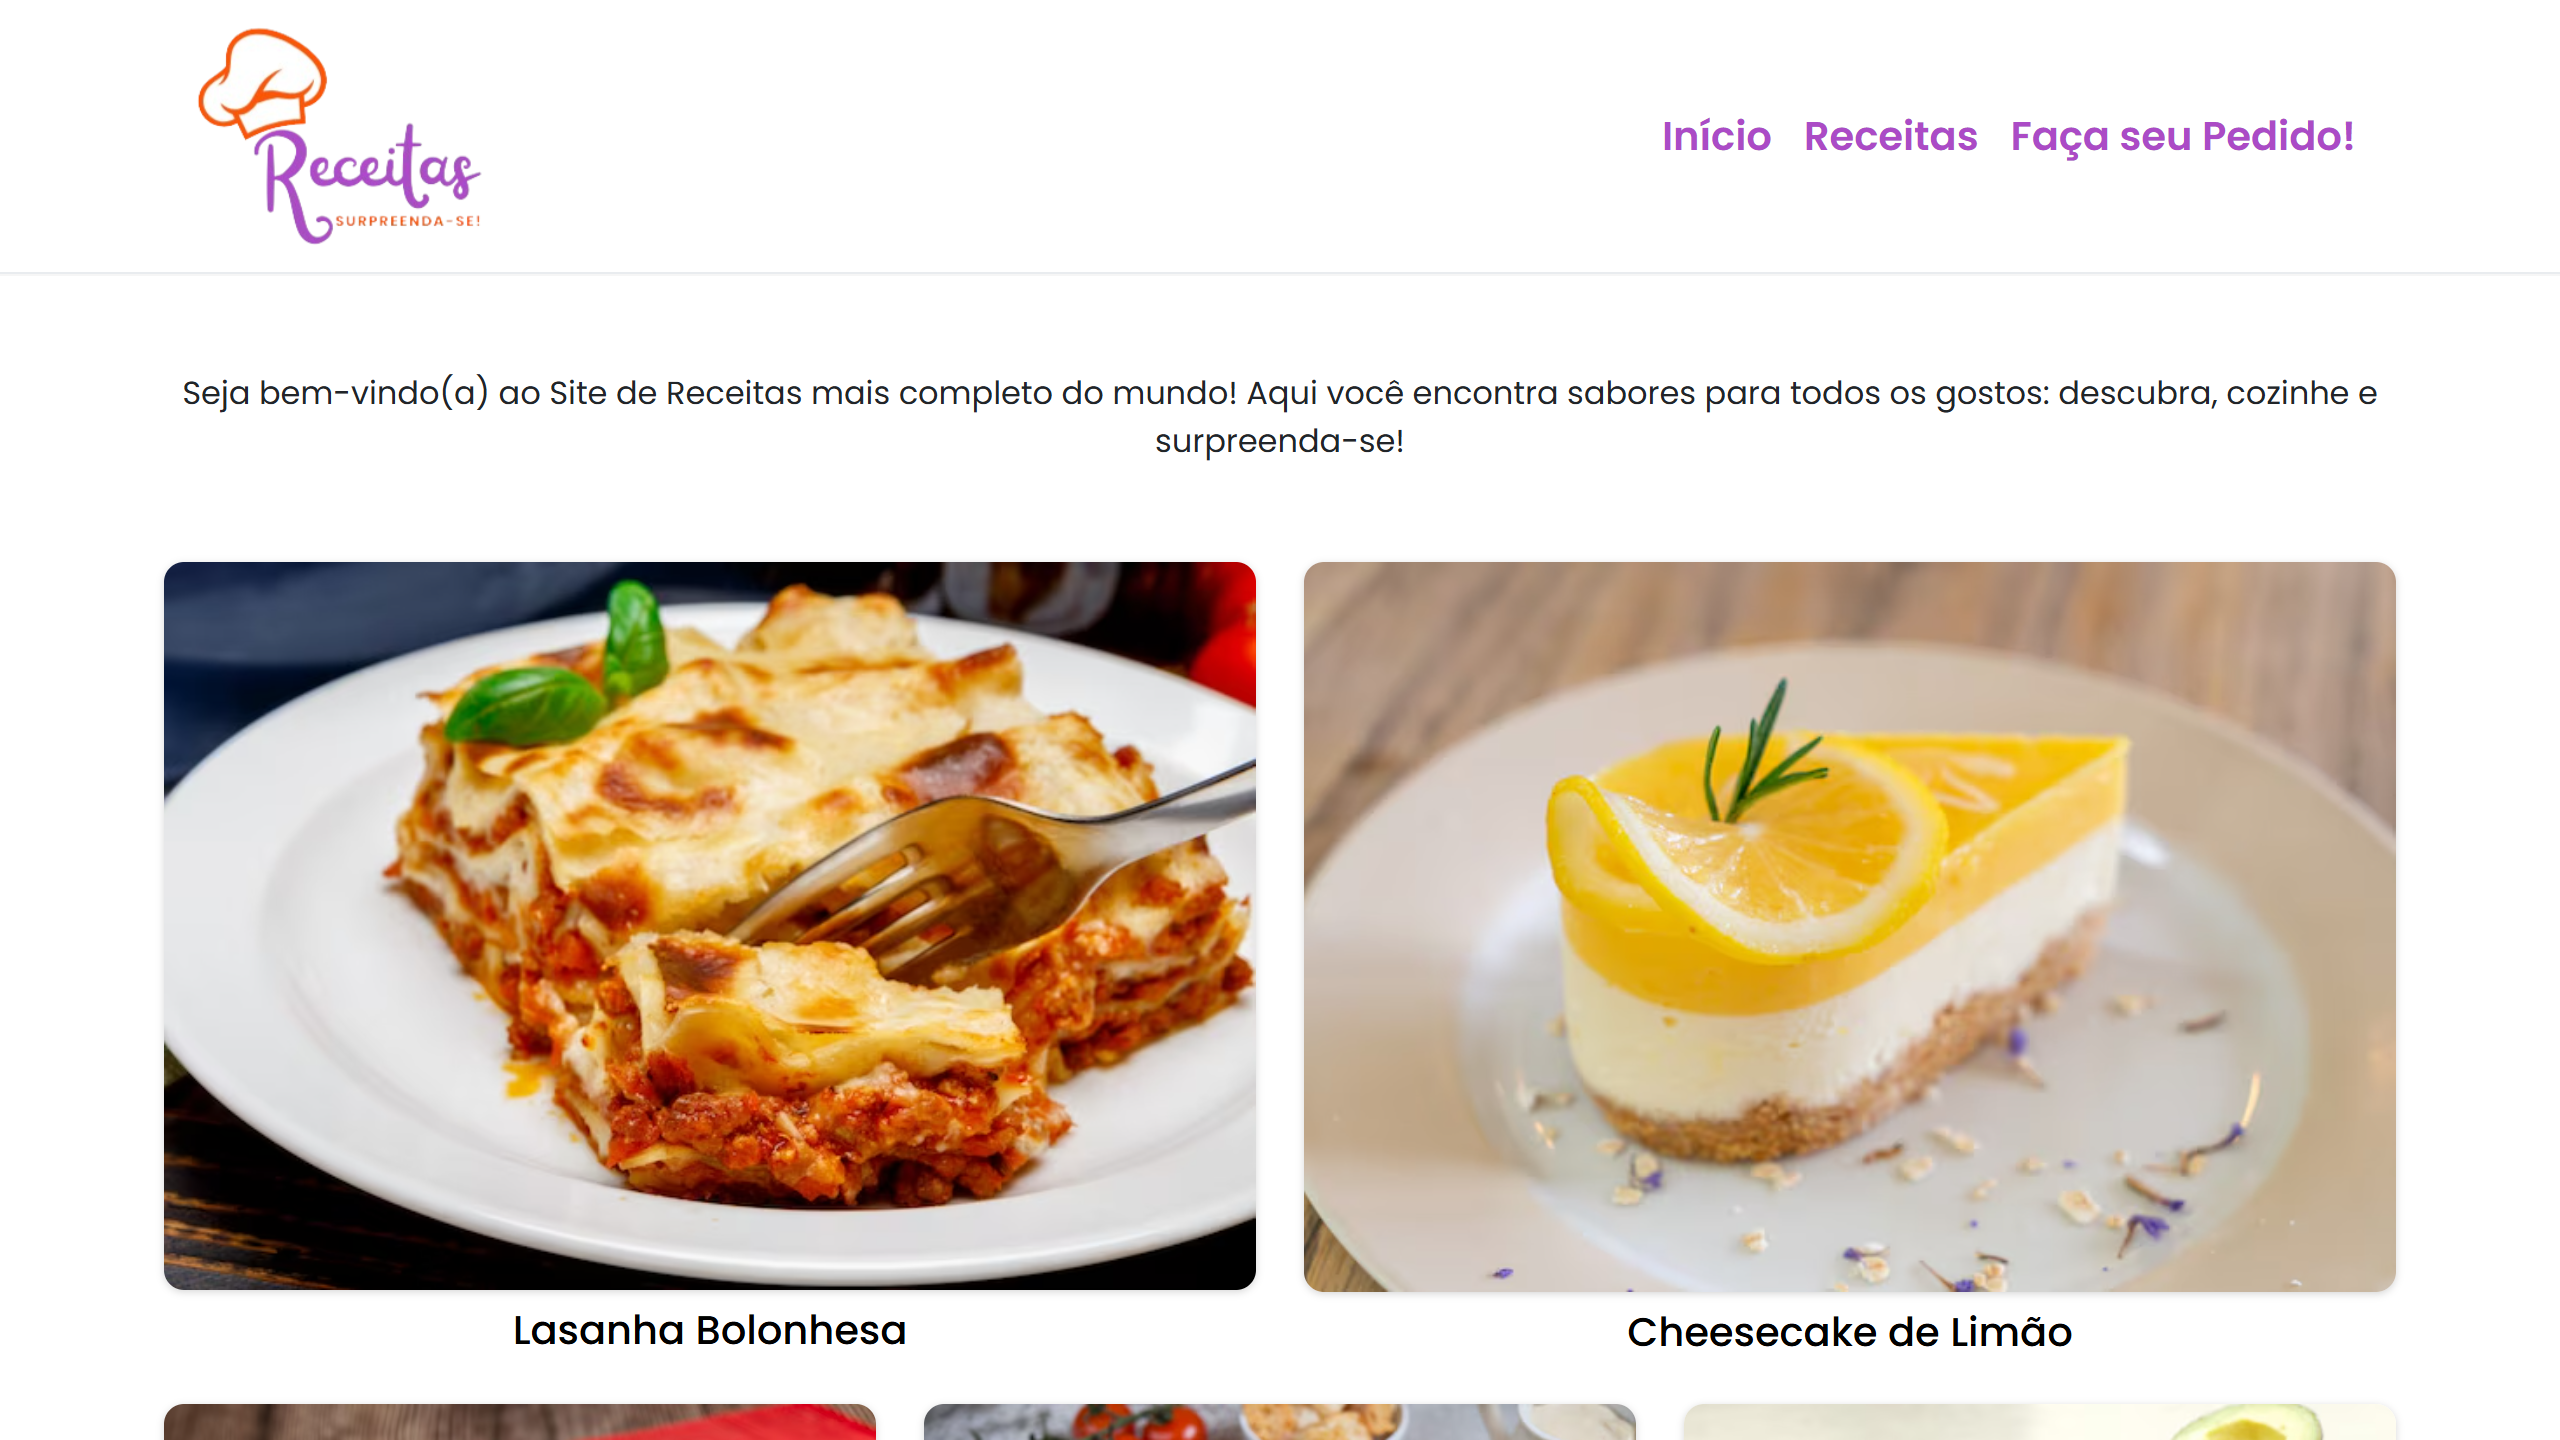 Receitas
SURPREENDA-SE!
Início Receitas Faça seu Pedido!
Seja bem-vindo(a) ao Site de Receitas mais completo do mundo! Aqui você encontra sabores para todos os gostos: descubra, cozinhe e
surpreenda-se!
Lasanha Bolonhesa
Cheesecake de Limão